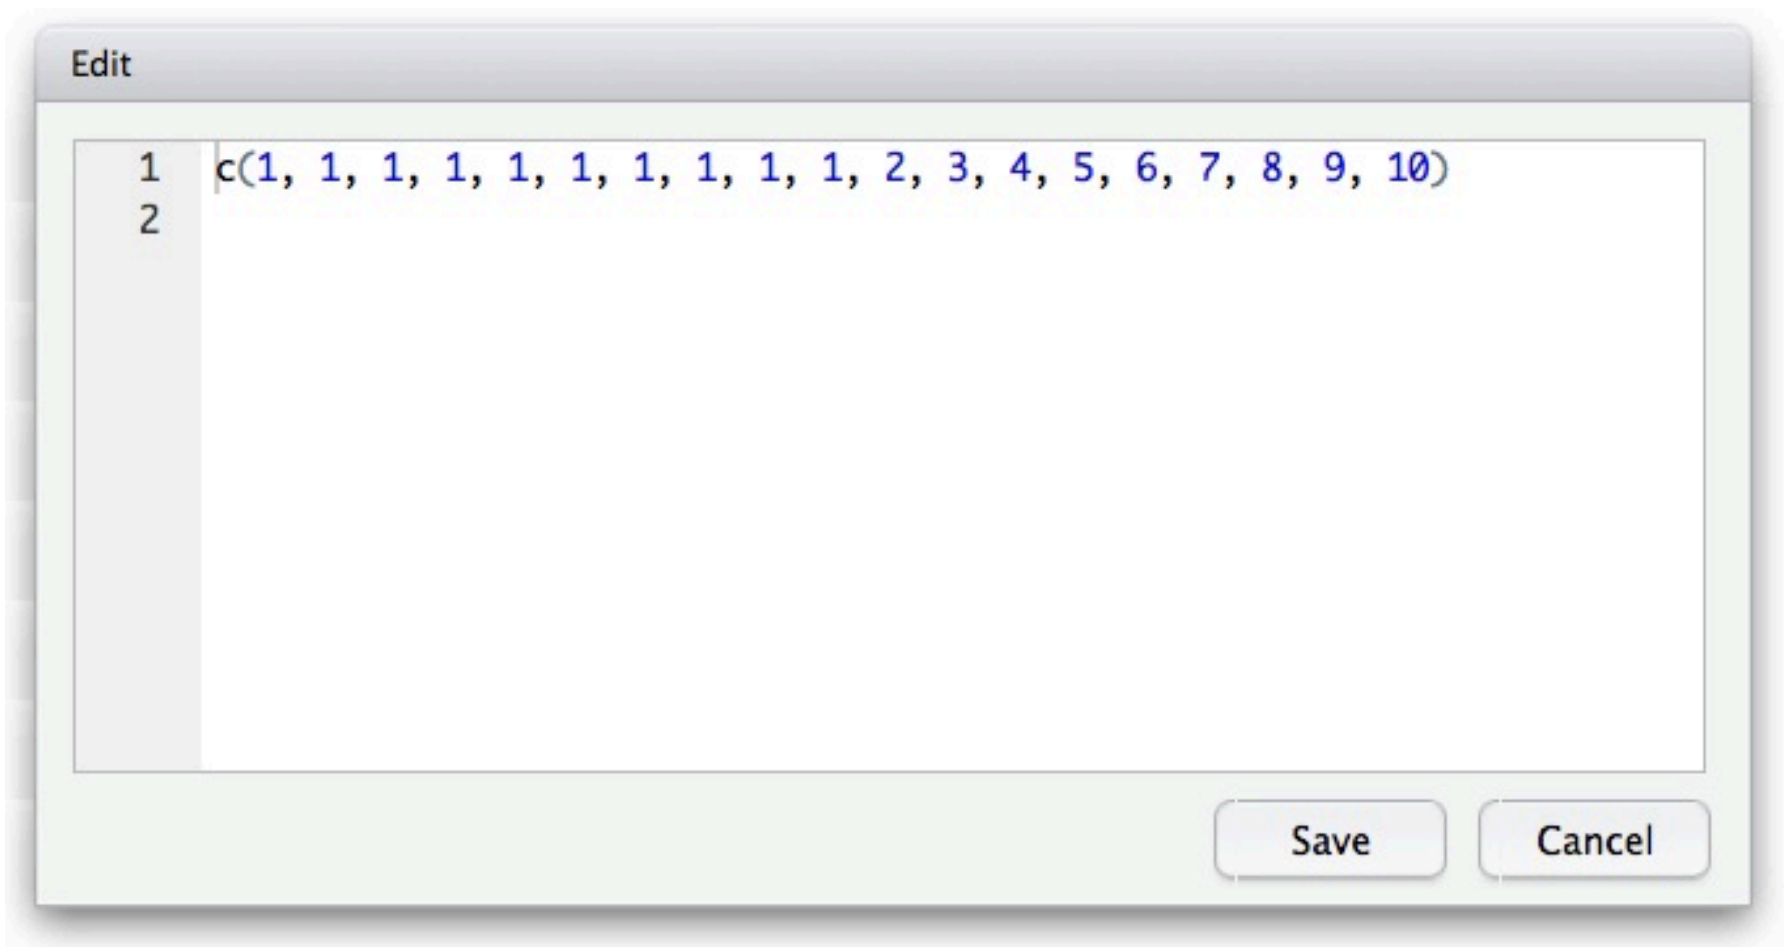 Edit
1 c(1, 1, 1, 1, 1, 1, 1, 1, 1, 1, 2, 3, 4, 5, 6, 7, 8, 9, 10)
2
Save Cancel